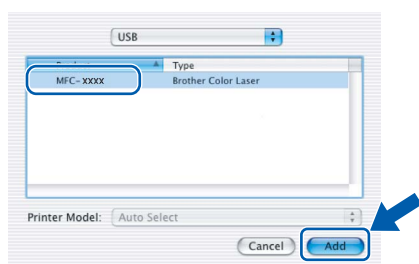 USB
Type
MFC-XXXX Brother Color Laser
Printer Model: Auto Select
Cancel Add